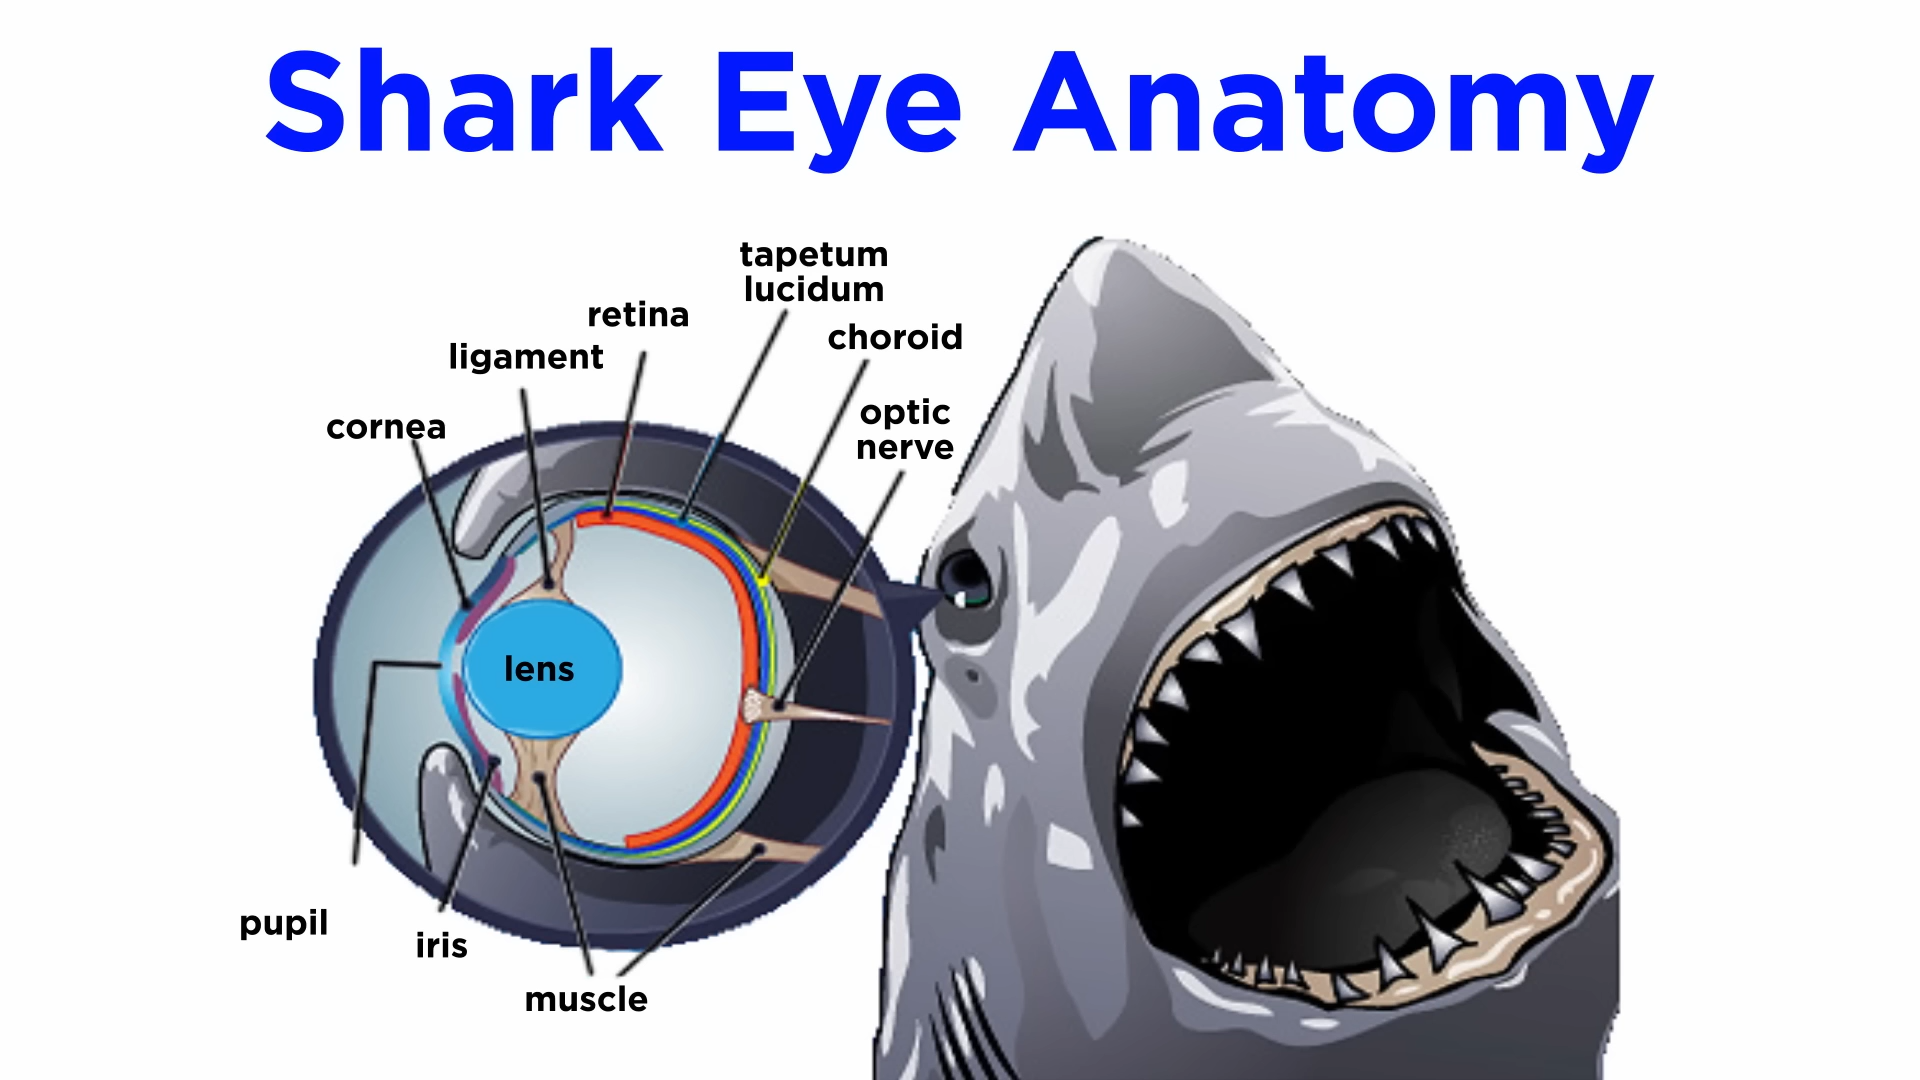 Shark Eye Anatomy
tapetum
lucidum
retina
choroid
ligament
optic
nerve
cornea
lens
pupil
iris
muscle